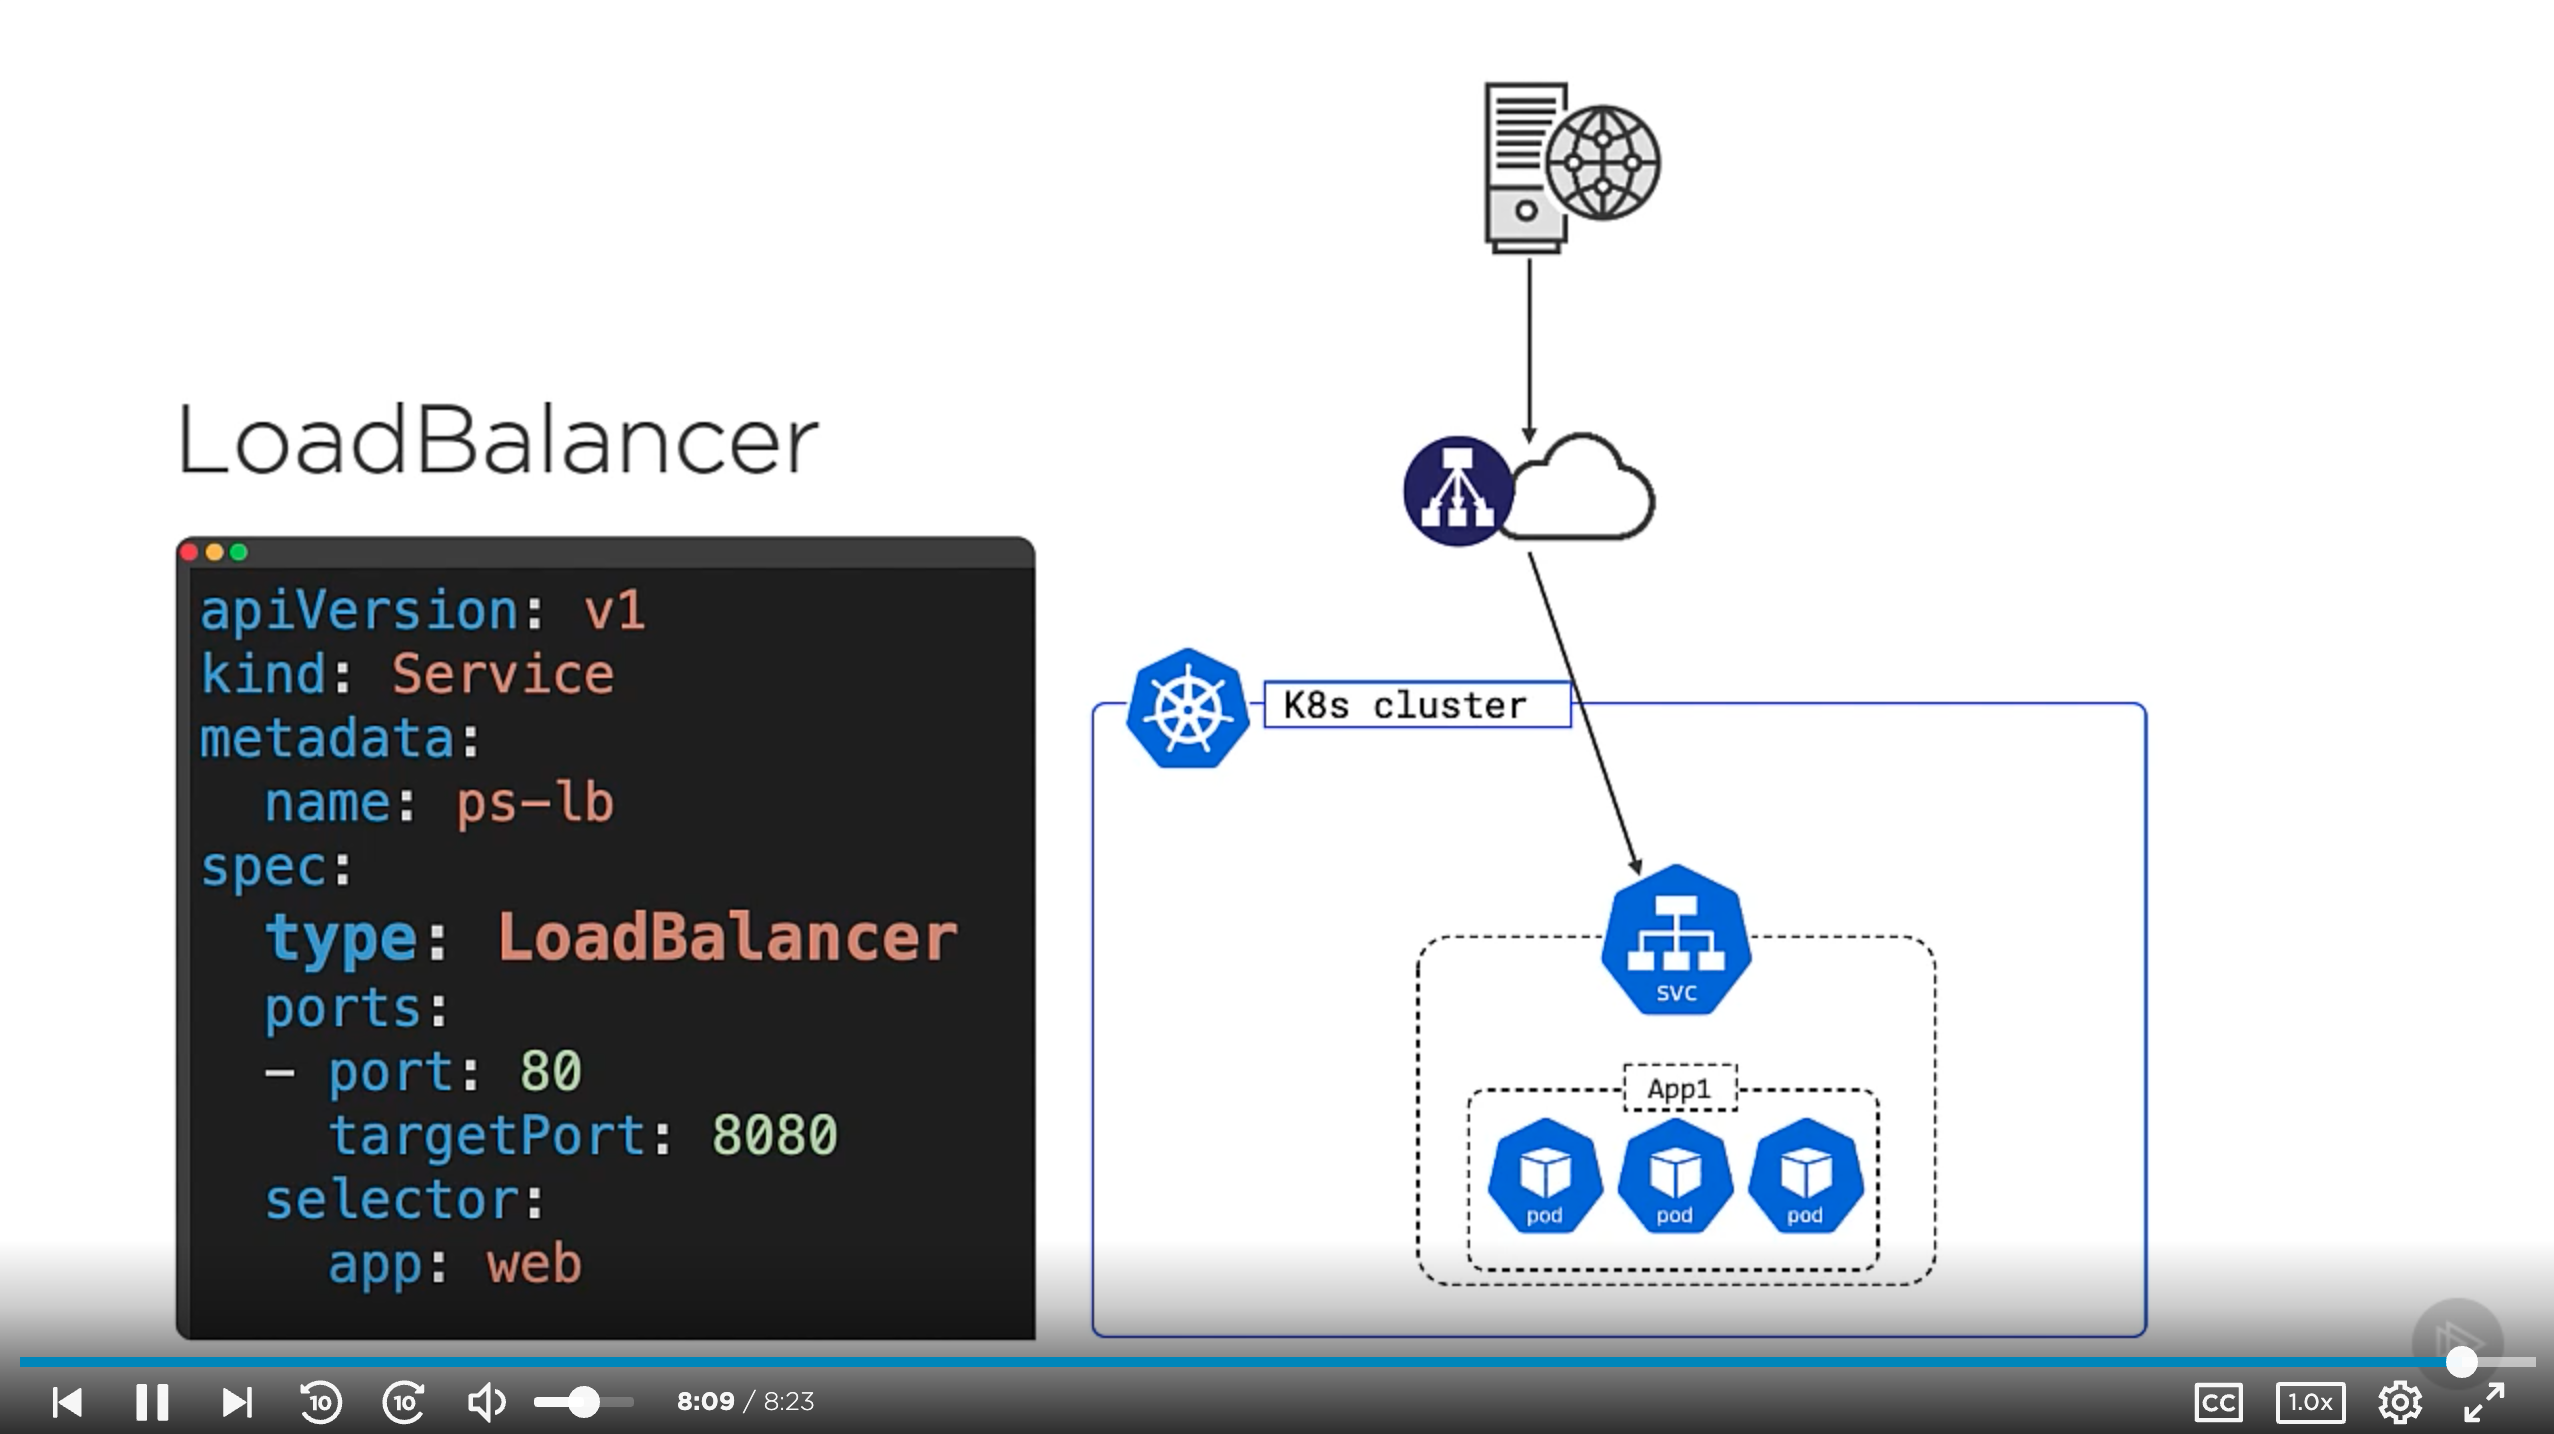 LoadBalancer
apiVersion: v1
kind: Service
metadata:
  name: ps-lb
spec:
  type: LoadBalancer
  ports:
  - port: 80
    targetPort: 8080
  selector:
    app: web
K8s cluster
svc
App1
pod pod pod
10 10 8:09 / 8:23 CC 1.0x